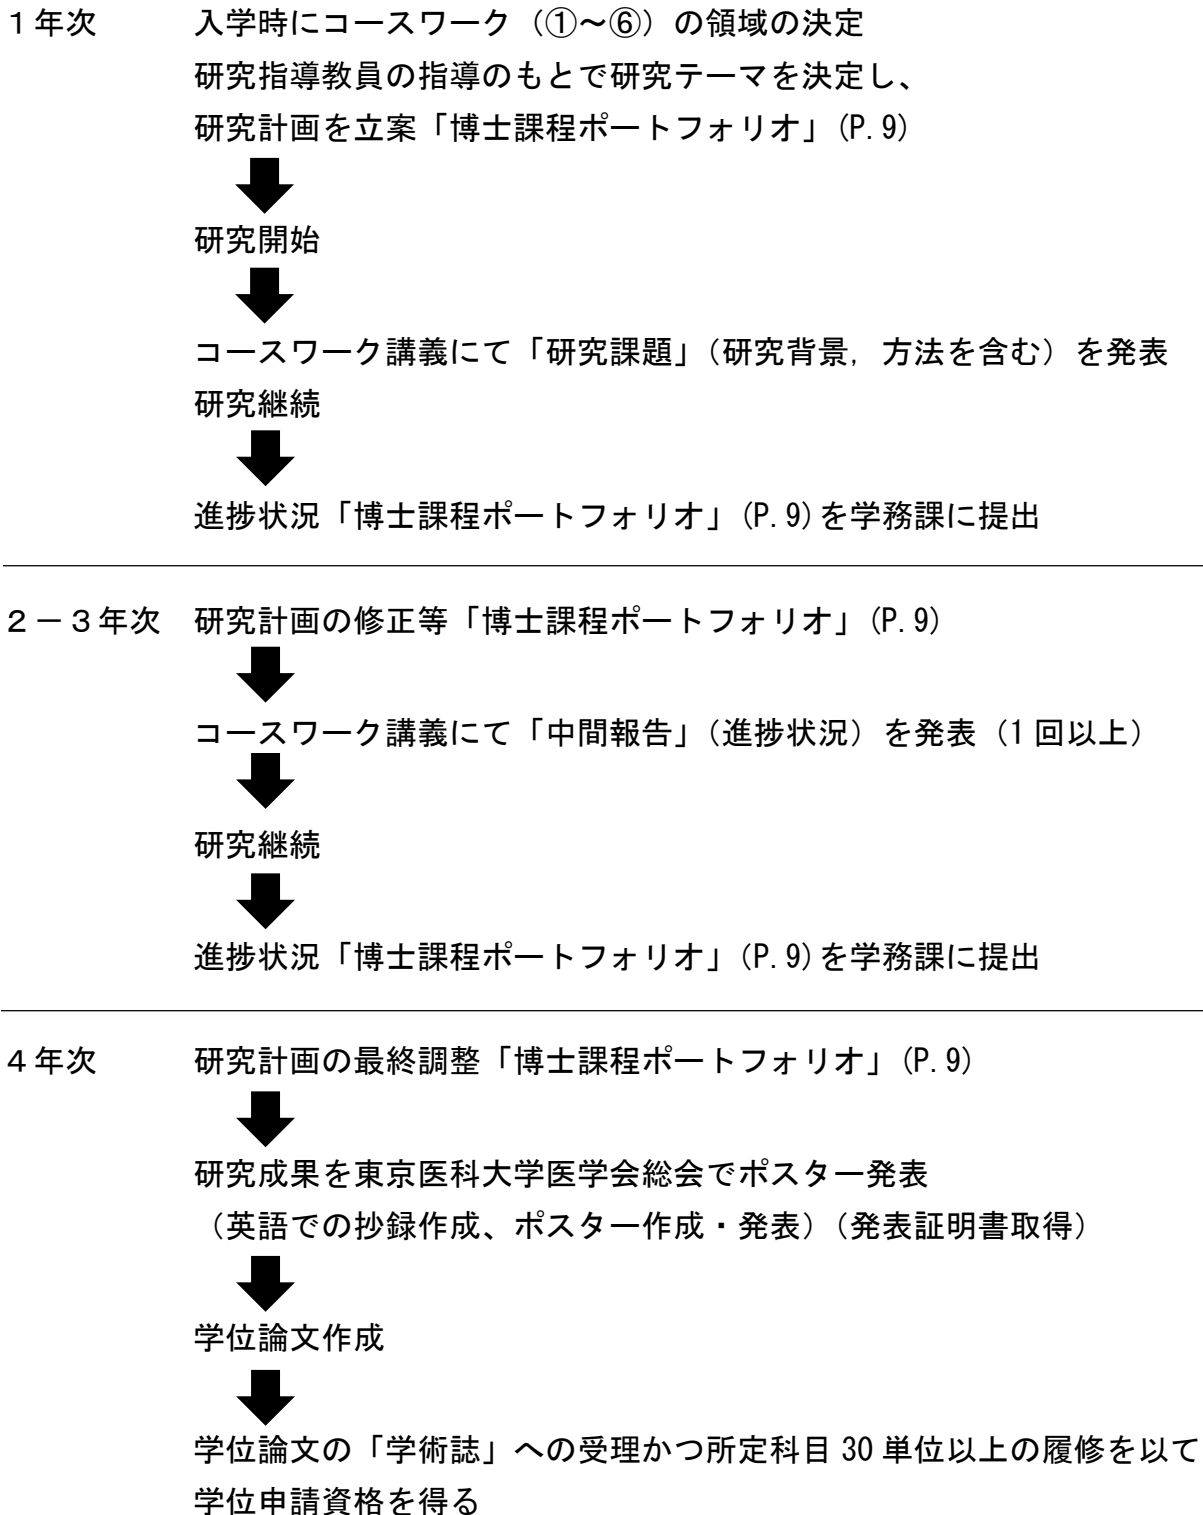 1年次 入学時にコースワーク（①～⑥）の領域の決定
研究指導教員の指導のもとで研究テーマを決定し、
研究計画を立案「博士課程ポートフォリオ」(P.9)
研究開始
コースワーク講義にて「研究課題」（研究背景，方法を含む）を発表
研究継続
進捗状況「博士課程ポートフォリオ」(P.9)を学務課に提出
2－3年次 研究計画の修正等「博士課程ポートフォリオ」(P.9)
コースワーク講義にて「中間報告」（進捗状況）を発表（1回以上）
研究継続
進捗状況「博士課程ポートフォリオ」(P.9)を学務課に提出
4年次 研究計画の最終調整「博士課程ポートフォリオ」(P.9)
研究成果を東京医科大学医学会総会でポスター発表
（英語での抄録作成、ポスター作成・発表）（発表証明書取得）
学位論文作成
学位論文の「学術誌」への受理かつ所定科目30単位以上の履修を以て
学位申請資格を得る